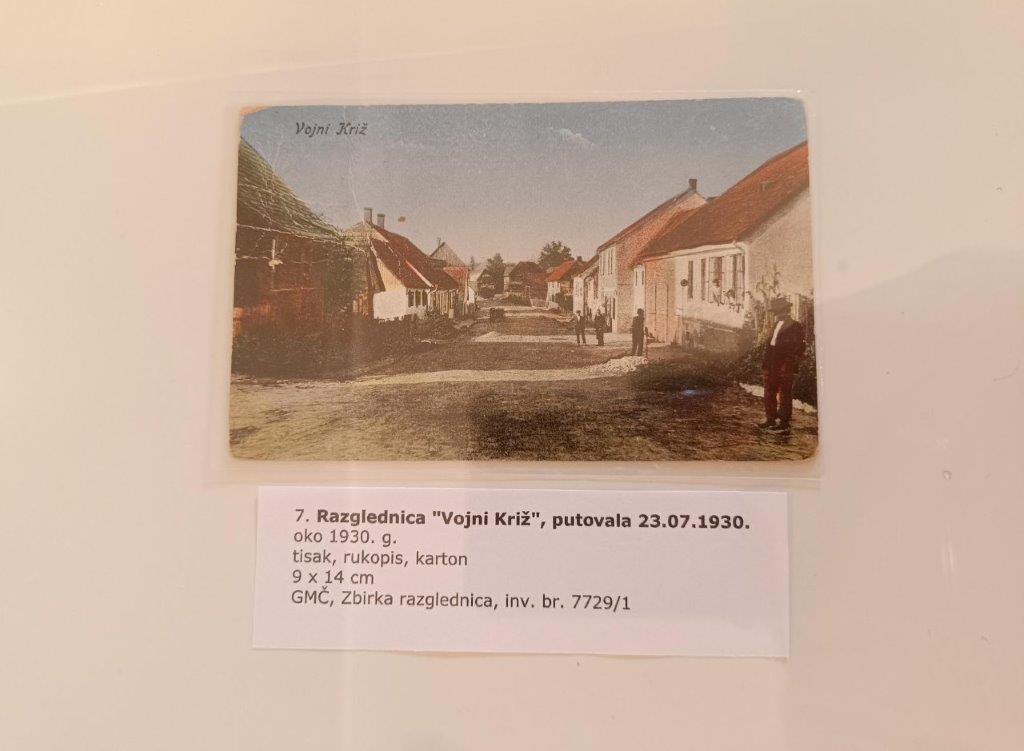 Vojni Križ
7. Razglednica "Vojni Križ", putovala 23.07.1930.
oko 1930. g.
tisak, rukopis, karton
9 x 14 cm
GMČ, Zbirka razglednica, inv. br. 7729/1